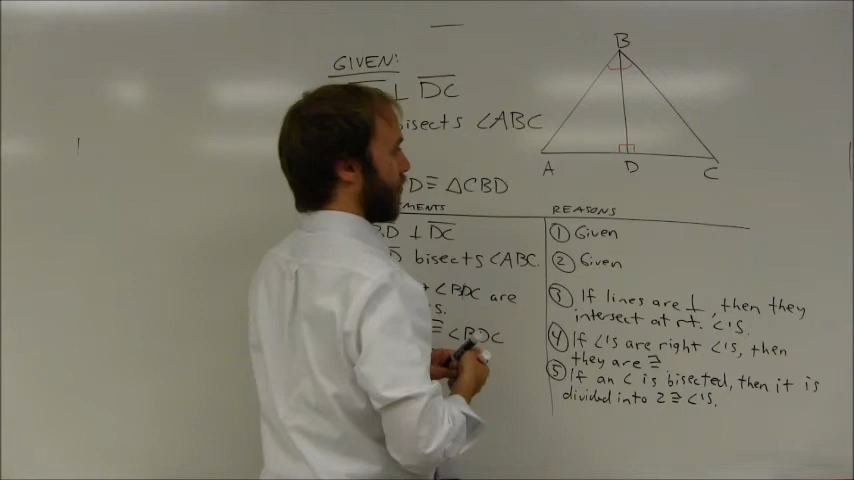 GIVEN:
⊥ DC
bisects <ABC
D ≅ △CBD
B
A D C
MENTS
REASONS
BD ⊥ DC
bisects <ABC.
<BDC are
≅ <BDC
① Given
② Given
③ If lines are ⊥, then they
intersect at rt. <'s.
④ If <'s are right <'s, then
they are ≅
⑤ If an < is bisected, then it is
divided into 2 ≅ <'s.